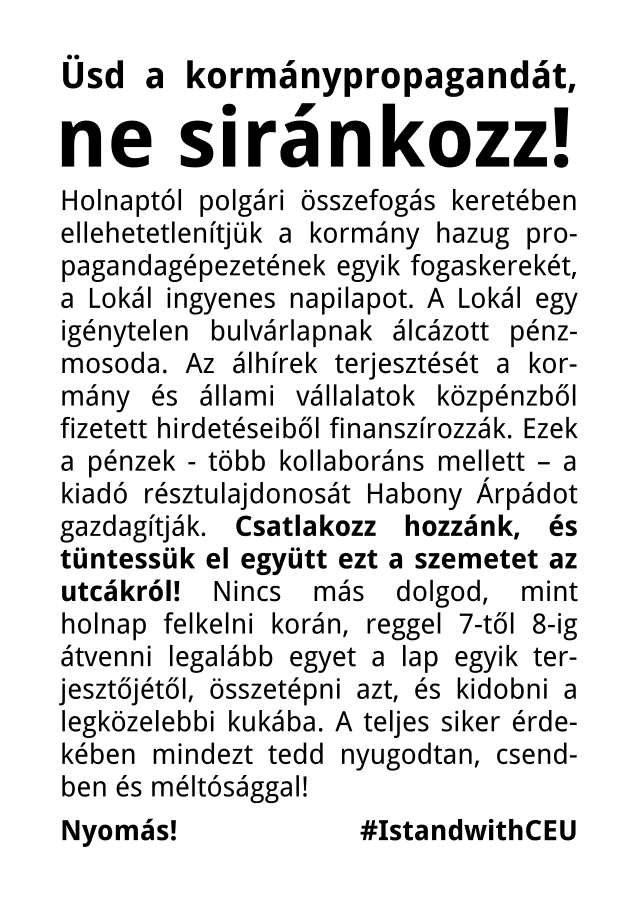 Üsd a kormánypropagandát,
ne siránkozz!
Holnaptól polgári összefogás keretében
ellehetetlenítjük a kormány hazug pro-
pagandagépezetének egyik fogaskerekét,
a Lokál ingyenes napilapot. A Lokál egy
igénytelen bulvárlapnak álcázott pénz-
mosoda. Az álhírek terjesztését a kor-
mány és állami vállalatok közpénzből
fizetett hirdetéseiből finanszírozzák. Ezek
a pénzek - több kollaboráns mellett – a
kiadó résztulajdonosát Habony Árpádot
gazdagítják. Csatlakozz hozzánk, és
tüntessük el együtt ezt a szemetet az
utcákról! Nincs más dolgod, mint
holnap felkelni korán, reggel 7-től 8-ig
átvenni legalább egyet a lap egyik ter-
jesztőjétől, összetépni azt, és kidobni a
legközelebbi kukába. A teljes siker érde-
kében mindezt tedd nyugodtan, csend-
ben és méltósággal!
Nyomás! #IstandwithCEU